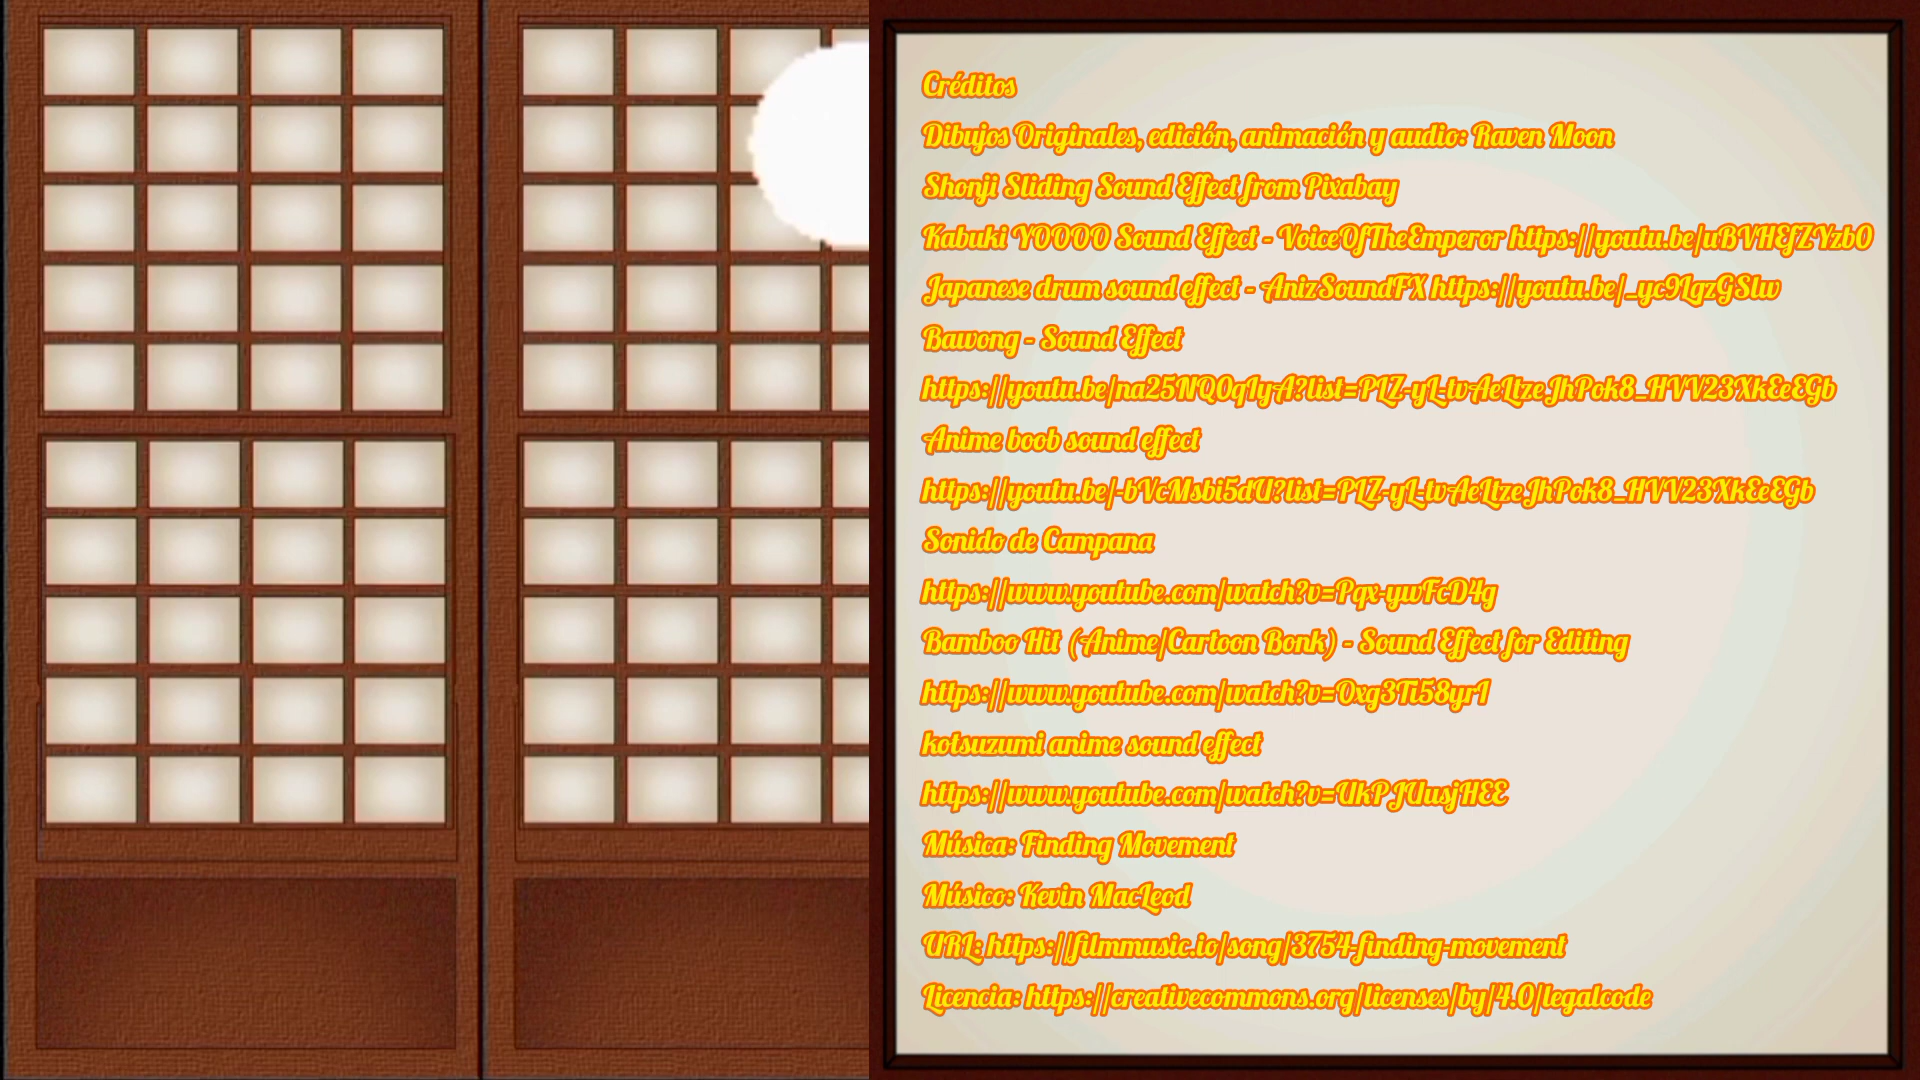 Créditos
Dibujos Originales, edición, animación y audio: Raven Moon
Shonji Sliding Sound Effect from Pixabay
Kabuki YOOOO Sound Effect - VoiceOfTheEmperor https://youtu.be/uBVHEfZYzb0
Japanese drum sound effect - AntzSoundFX https://youtu.be/_yc9LgzGSlw
Bawong - Sound Effect
https://youtu.be/na25NQ0qIyA?list=PLZ-yL-tvAeLtzeJhPok8_HVV23XkEeEGb
Anime boob sound effect
https://youtu.be/-bVcMsbi5dU?list=PLZ-yL-tvAeLtzeJhPok8_HVV23XkEeEGb
Sonido de Campana
https://www.youtube.com/watch?v=Pqx-ywFcD4g
Bamboo Hit (Anime/Cartoon Bonk) - Sound Effect for Editing
https://www.youtube.com/watch?v=Oxg3Ti58yrI
kotsuzumi anime sound effect
https://www.youtube.com/watch?v=UkPJUusjHEE
Música: Finding Movement
Músico: Kevin MacLeod
URL: https://filmmusic.io/song/3754-finding-movement
Licencia: https://creativecommons.org/licenses/by/4.0/legalcode